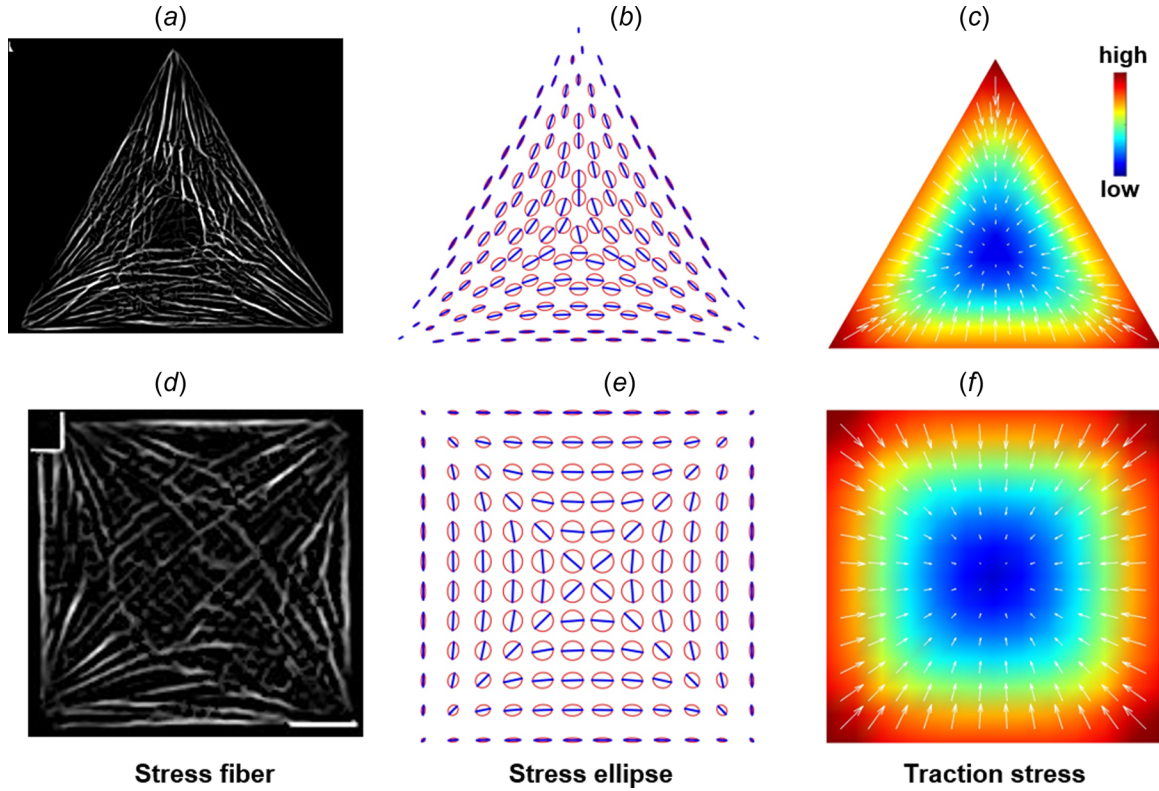 (a)
(b)
(c)
high
low
(d)
(e)
(f)
Stress fiber
Stress ellipse
Traction stress